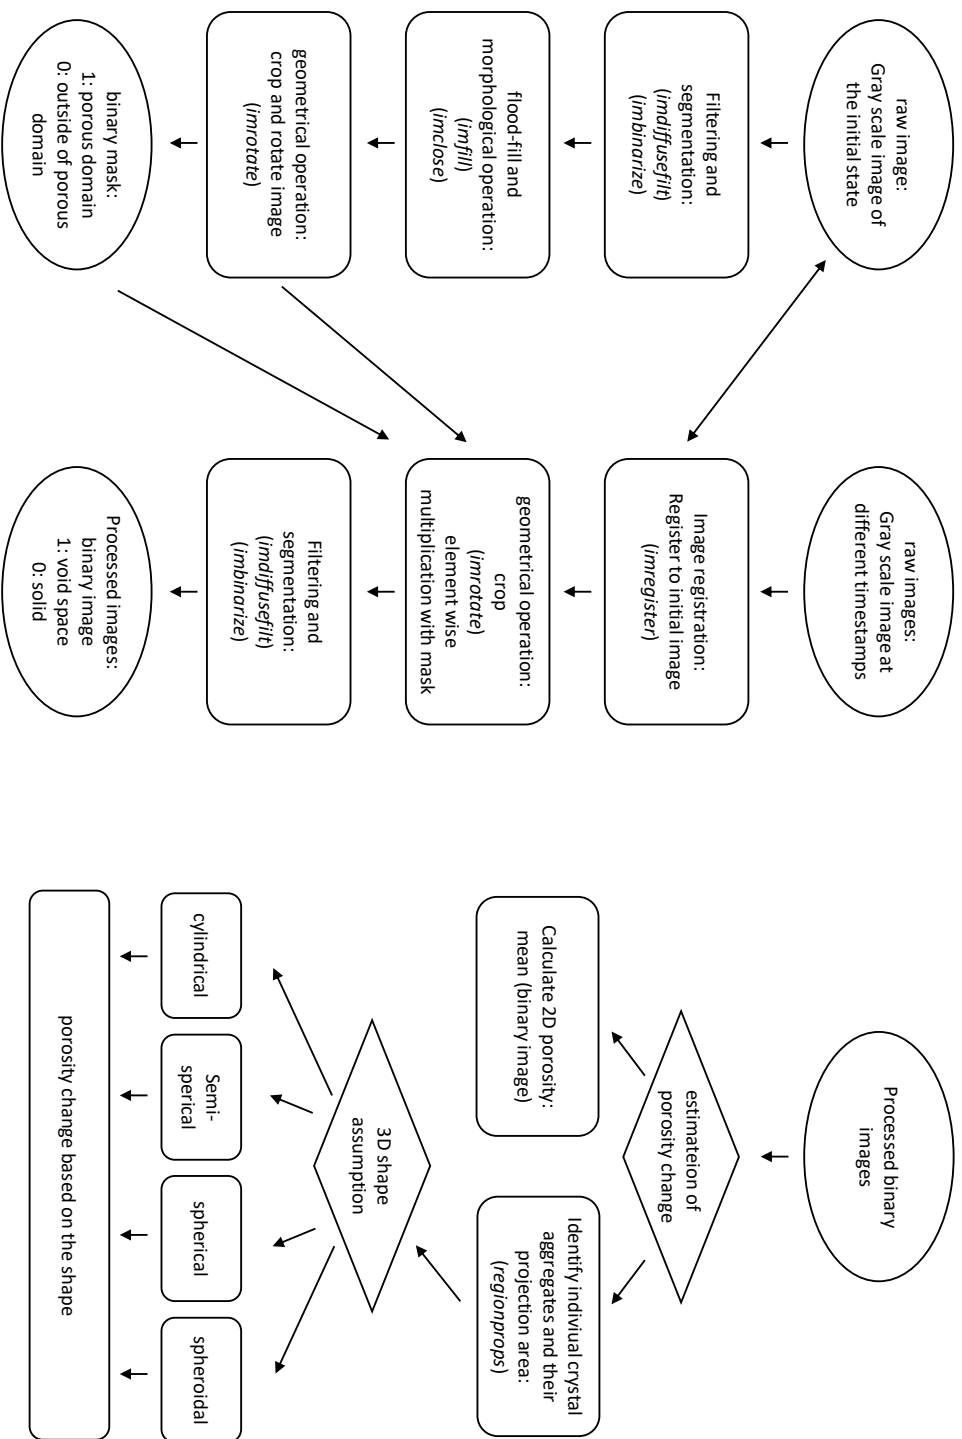 raw image:
Gray scale image of
the initial state
Filtering and
segmentation:
(imdiffusefilt)
(imbinarize)
flood-fill and
morphological operation:
(imfill)
(imclose)
geometrical operation:
crop and rotate image
(imrotate)
binary mask:
1: porous domain
0: outside of porous
domain
raw images:
Gray scale image at
different timestamps
Image registration:
Register to initial image
(imregister)
geometrical operation:
crop
(imrotate)
element wise
multiplication with mask
Filtering and
segmentation:
(imdiffusefilt)
(imbinarize)
Processed images:
binary image
1: void space
0: solid
Processed binary
images
estimateion of
porosity change
Calculate 2D porosity:
mean (binary image)
Identify indiviual crystal
aggregates and their
projection area:
(regionprops)
3D shape
assumption
cylindrical
Semi-
sperical
spherical
spheroidal
porosity change based on the shape